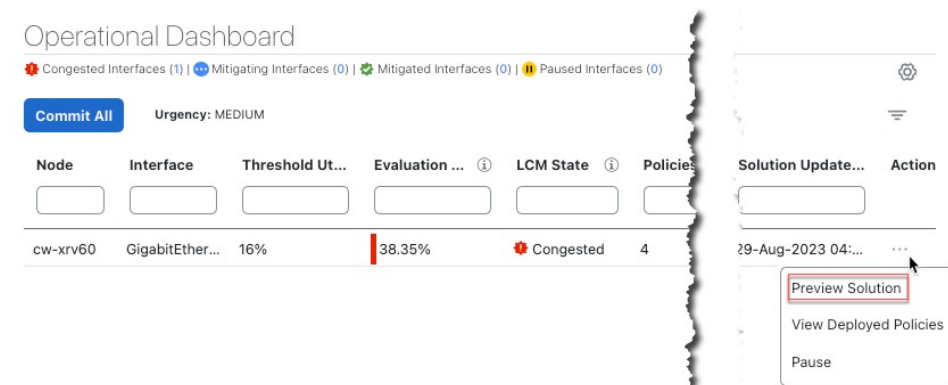 Operational Dashboard
Congested Interfaces (1) | Mitigating Interfaces (0) | Mitigated Interfaces (0) | Paused Interfaces (0)
Commit All Urgency: MEDIUM
Node Interface Threshold Ut... Evaluation ... LCM State Policies Solution Update... Action
cw-xrv60 GigabitEther... 16% 38.35% Congested 4 29-Aug-2023 04:... ...
Preview Solution
View Deployed Policies
Pause